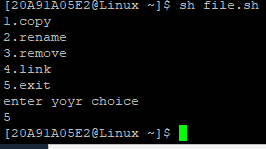 [20A91A05E2@Linux ~]$ sh file.sh
1.copy
2.rename
3.remove
4.link
5.exit
enter yoyr choice
5
[20A91A05E2@Linux ~]$